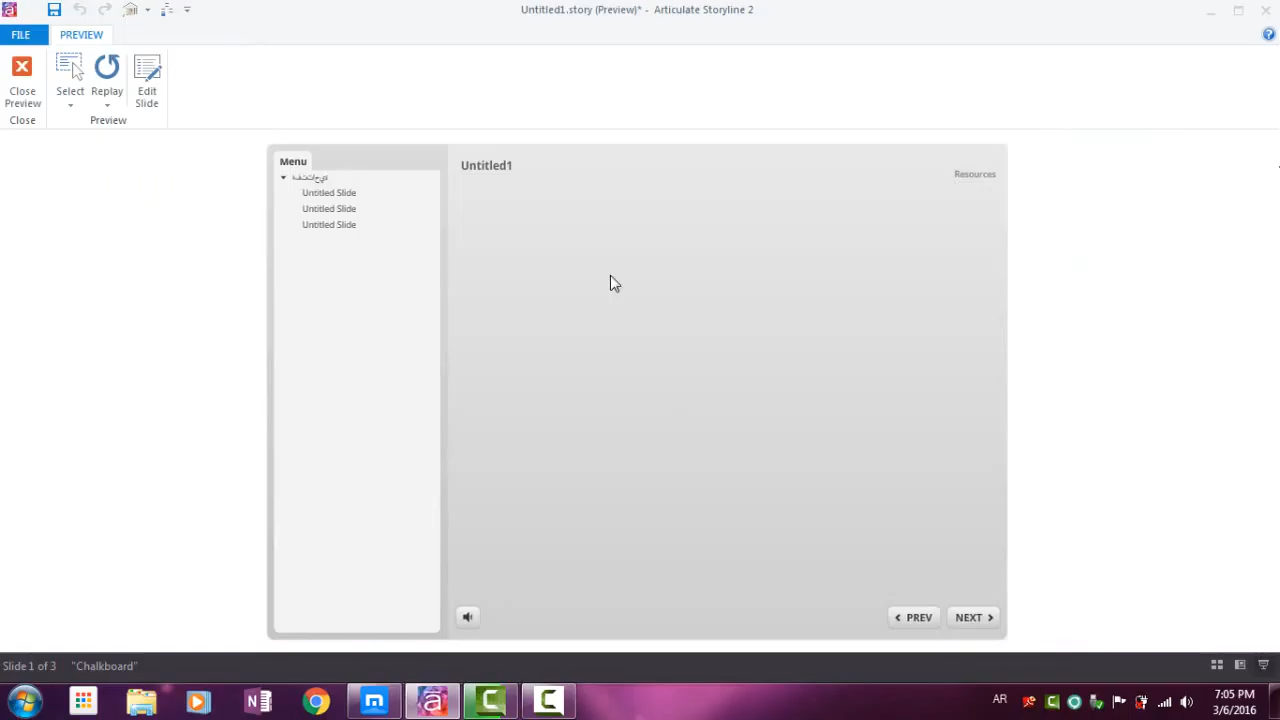 Untitled1.story (Preview)* - Articulate Storyline 2
FILE
PREVIEW
Close Preview
Select
Replay
Edit Slide
Close
Preview
Menu
Untitled Slide
Untitled Slide
Untitled Slide
Untitled1
Resources
PREV
NEXT
Slide 1 of 3
"Chalkboard"
AR
7:05 PM
3/6/2016